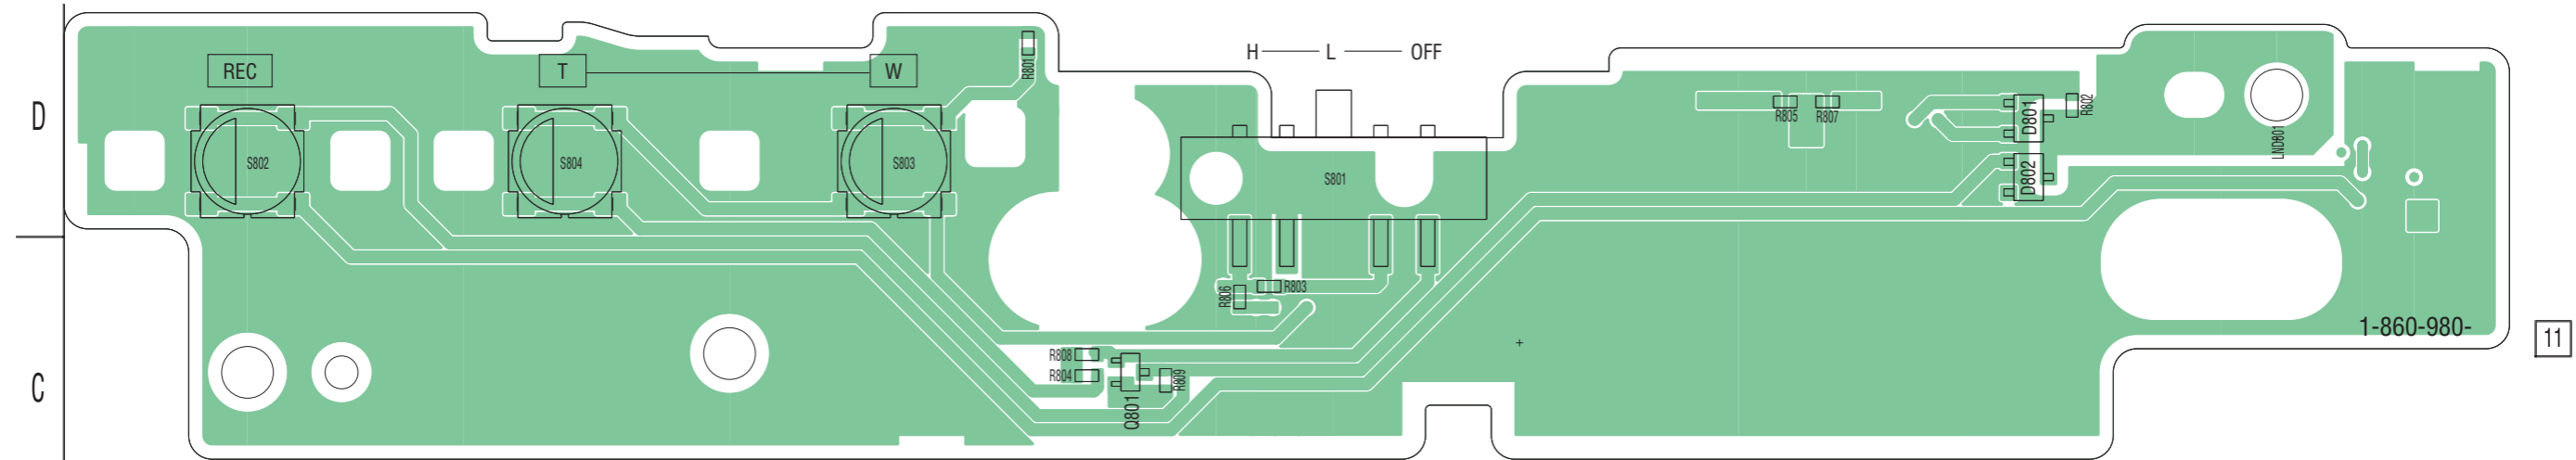 H L OFF
REC T W
R801
D
R805 R807 D801 R802
LND801
S802 S804 S803 S801 D802
R806 R803
1-860-980-
11
R808
R804 R809
C
Q801